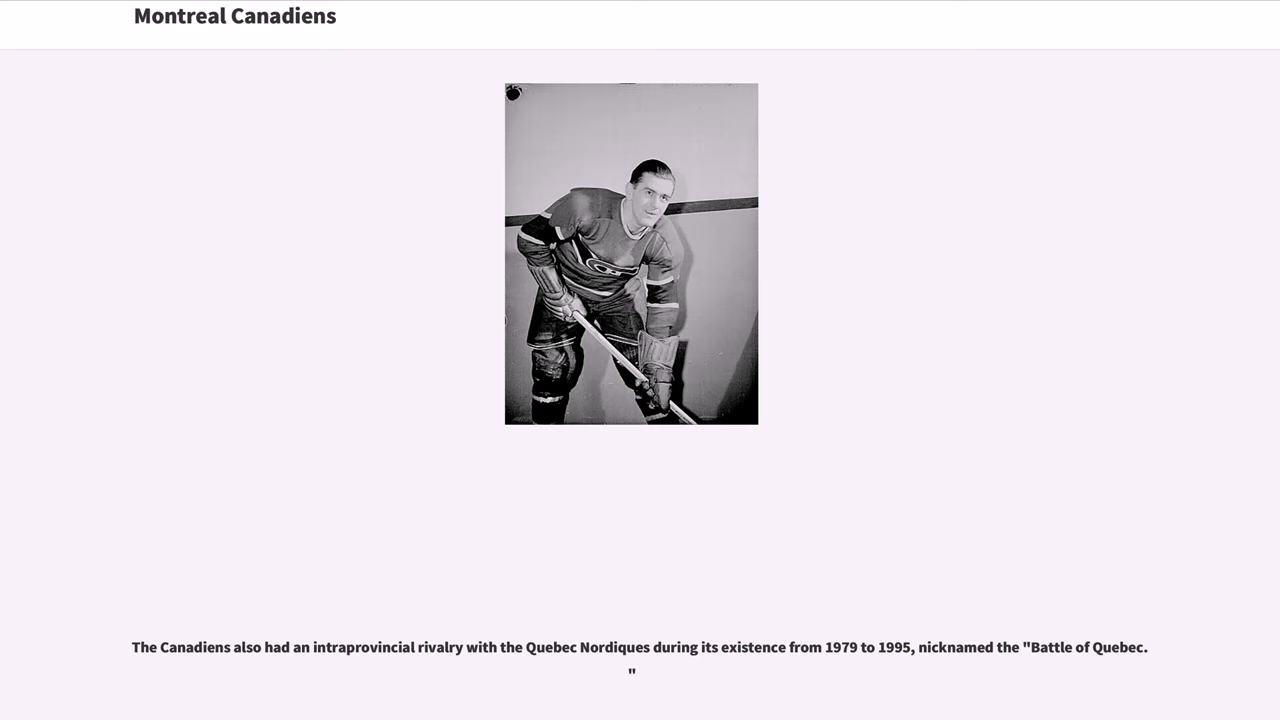 Montreal Canadiens
The Canadiens also had an intraprovincial rivalry with the Quebec Nordiques during its existence from 1979 to 1995, nicknamed the "Battle of Quebec.
"